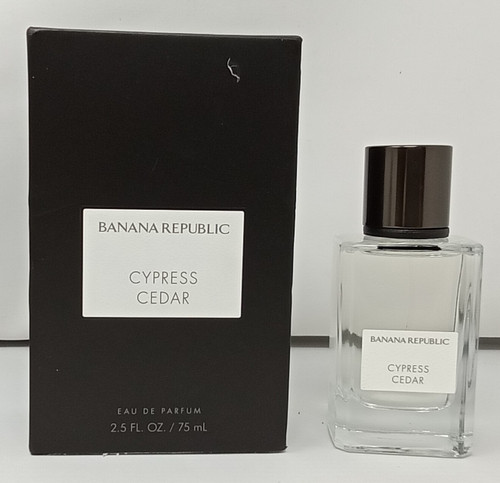 BANANA REPUBLIC
CYPRESS
CEDAR
EAU DE PARFUM
2.5 FL. OZ. / 75 mL
BANANA REPUBLIC
CYPRESS
CEDAR